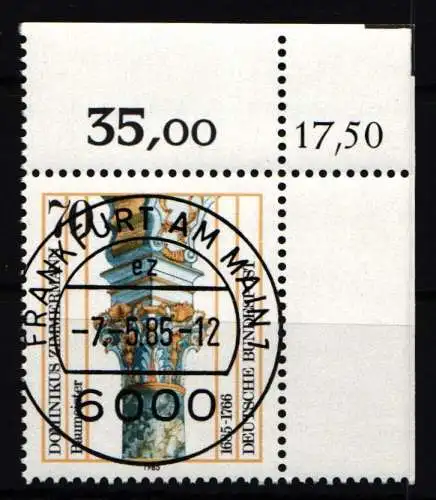 35,00
17,50
70
DOMINIKUS ZIMMERMANN
Baumeister
1685-1766
DEUTSCHE BUNDESPOST
1985
FRANKFURT AM MAIN 1
ez
-7.-5.85-12
6000